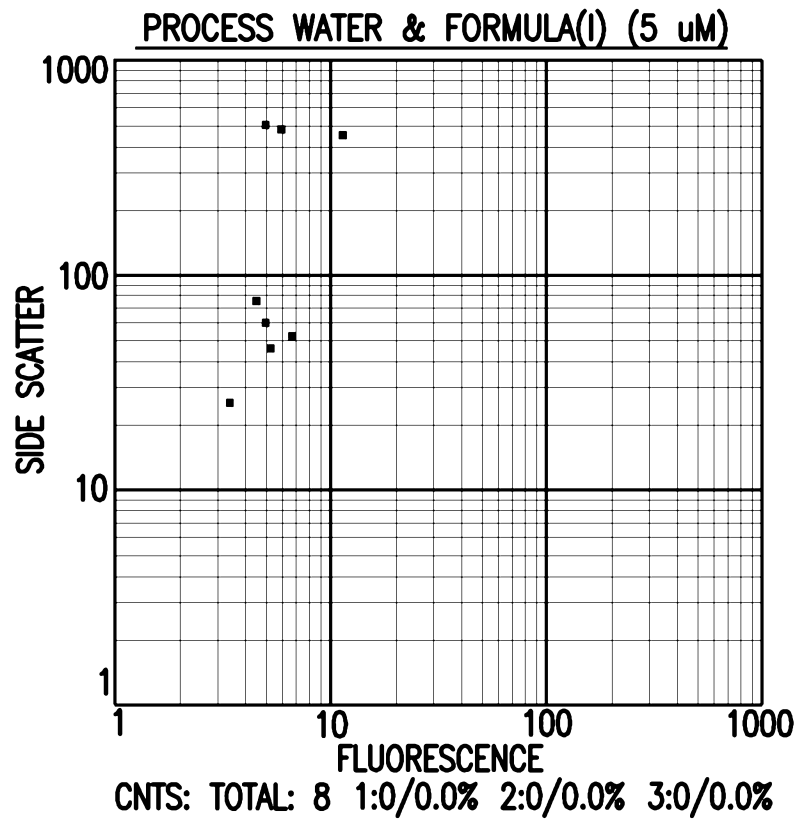 PROCESS WATER & FORMULA(I) (5 uM)
1000
100
10
1
SIDE SCATTER
1 10 100 1000
FLUORESCENCE
CNTS: TOTAL: 8 1:0/0.0% 2:0/0.0% 3:0/0.0%